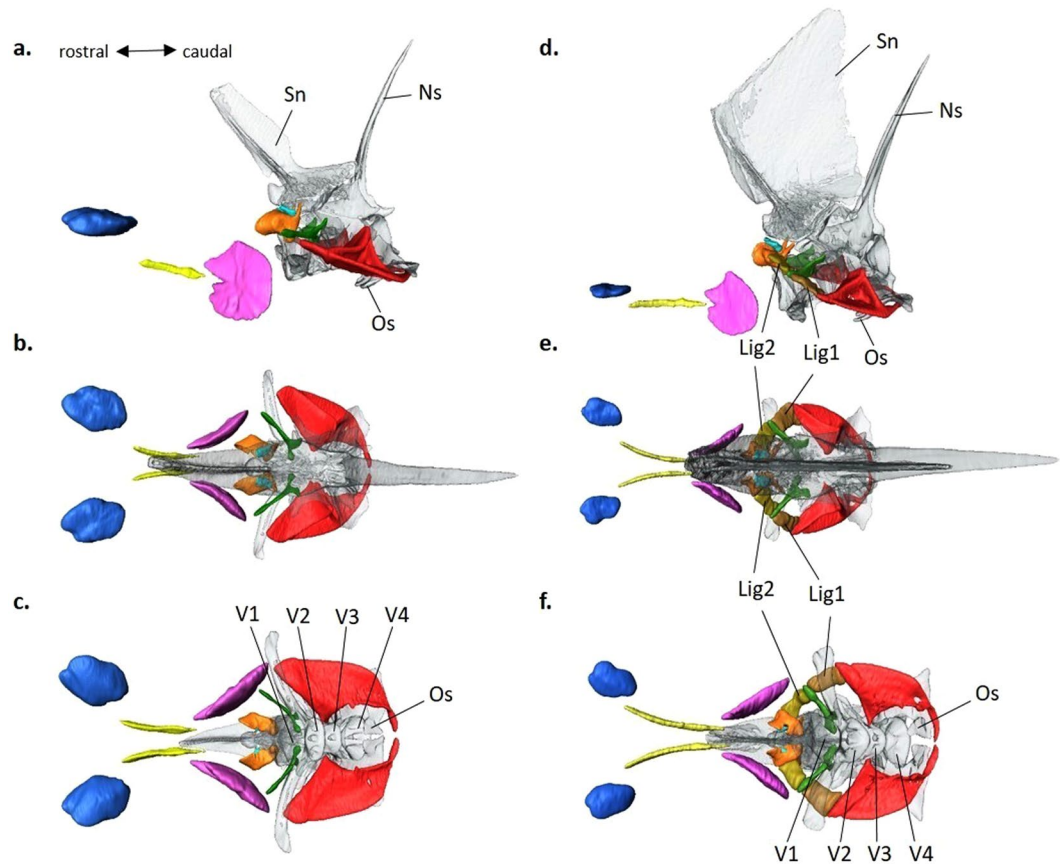 a.
rostral caudal
Sn
Ns
Os
d.
Sn
Ns
Lig2
Lig1
Os
b.
e.
c.
V1 V2 V3 V4
Os
Lig2
Lig1
f.
Os
V1 V2 V3 V4